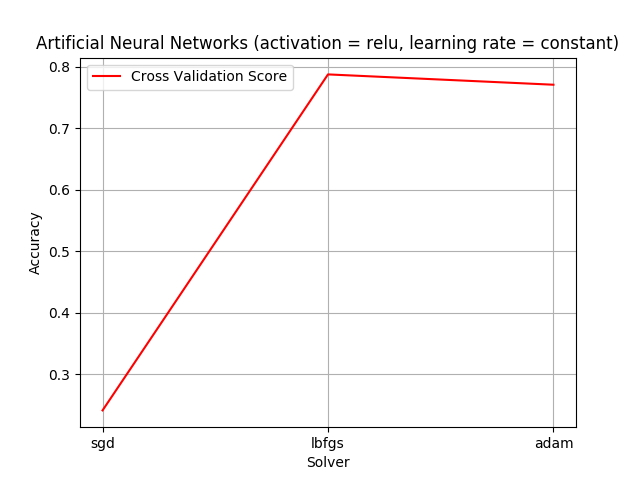 Artificial Neural Networks (activation = relu, learning rate = constant)
Cross Validation Score
0.8
0.7
0.6
0.5
0.4
0.3
Accuracy
sgd
lbfgs
adam
Solver